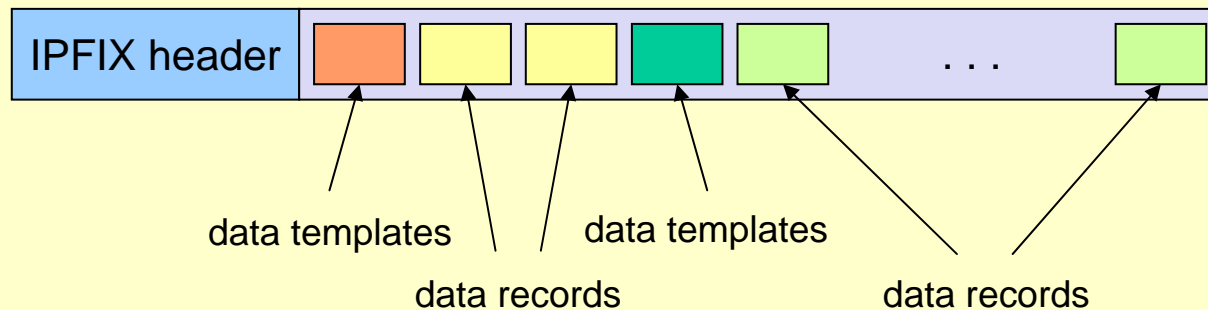 IPFIX header
. . .
data templates
data templates
data records
data records